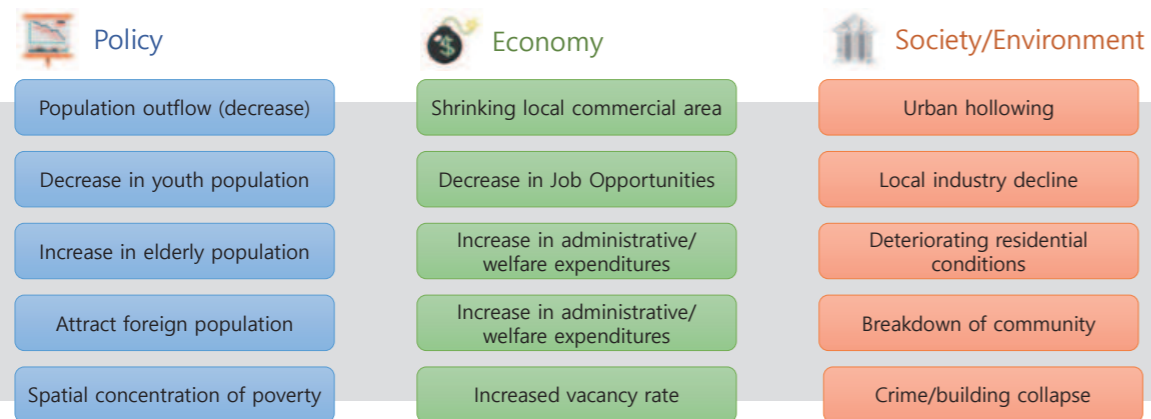 Policy
Population outflow (decrease)
Decrease in youth population
Increase in elderly population
Attract foreign population
Spatial concentration of poverty
Economy
Shrinking local commercial area
Decrease in Job Opportunities
Increase in administrative/
welfare expenditures
Increase in administrative/
welfare expenditures
Increased vacancy rate
Society/Environment
Urban hollowing
Local industry decline
Deteriorating residential
conditions
Breakdown of community
Crime/building collapse